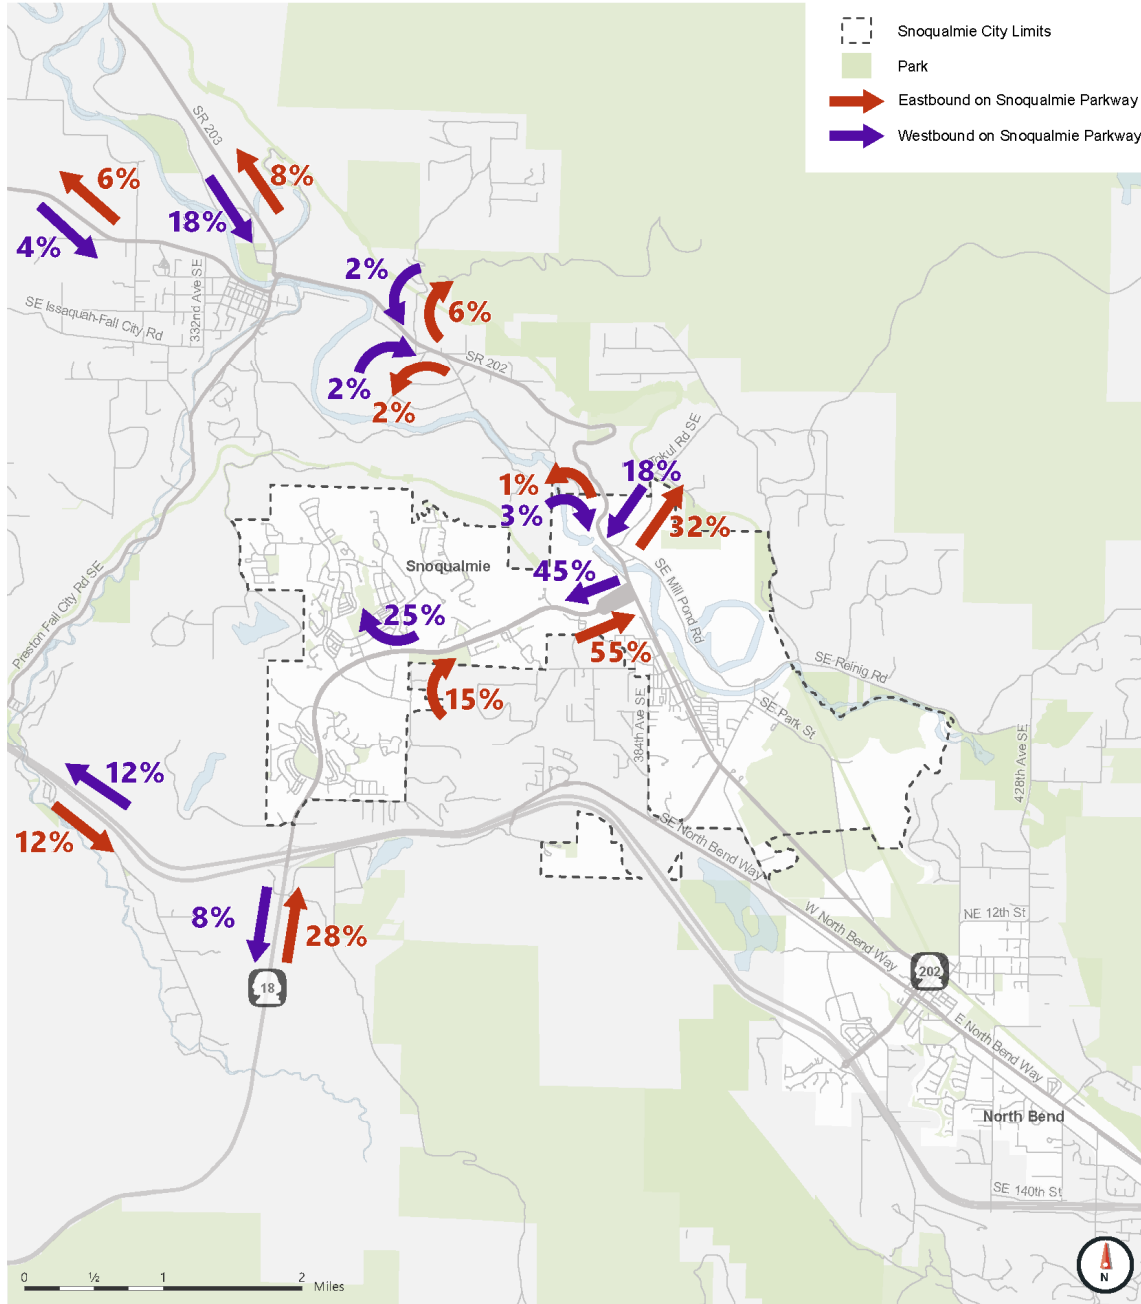 Snoqualmie City Limits
Park
Eastbound on Snoqualmie Parkway
Westbound on Snoqualmie Parkway
SR 203
6%
8%
18%
4%
332nd Ave SE
SE Issaquah-Fall City Rd
2%
6%
SR 202
2%
2%
Tokul Rd SE
18%
1%
3%
32%
Snoqualmie
45%
SE Mill Pond Rd
Preston Fall City Rd SE
25%
55%
SE Reinig Rd
15%
384th Ave SE
SE Park St
428th Ave SE
12%
12%
SE North Bend Way
8%
28%
W North Bend Way
NE 12th St
18
202
E North Bend Way
North Bend
SE 140th St
0 ½ 1 2 Miles
N